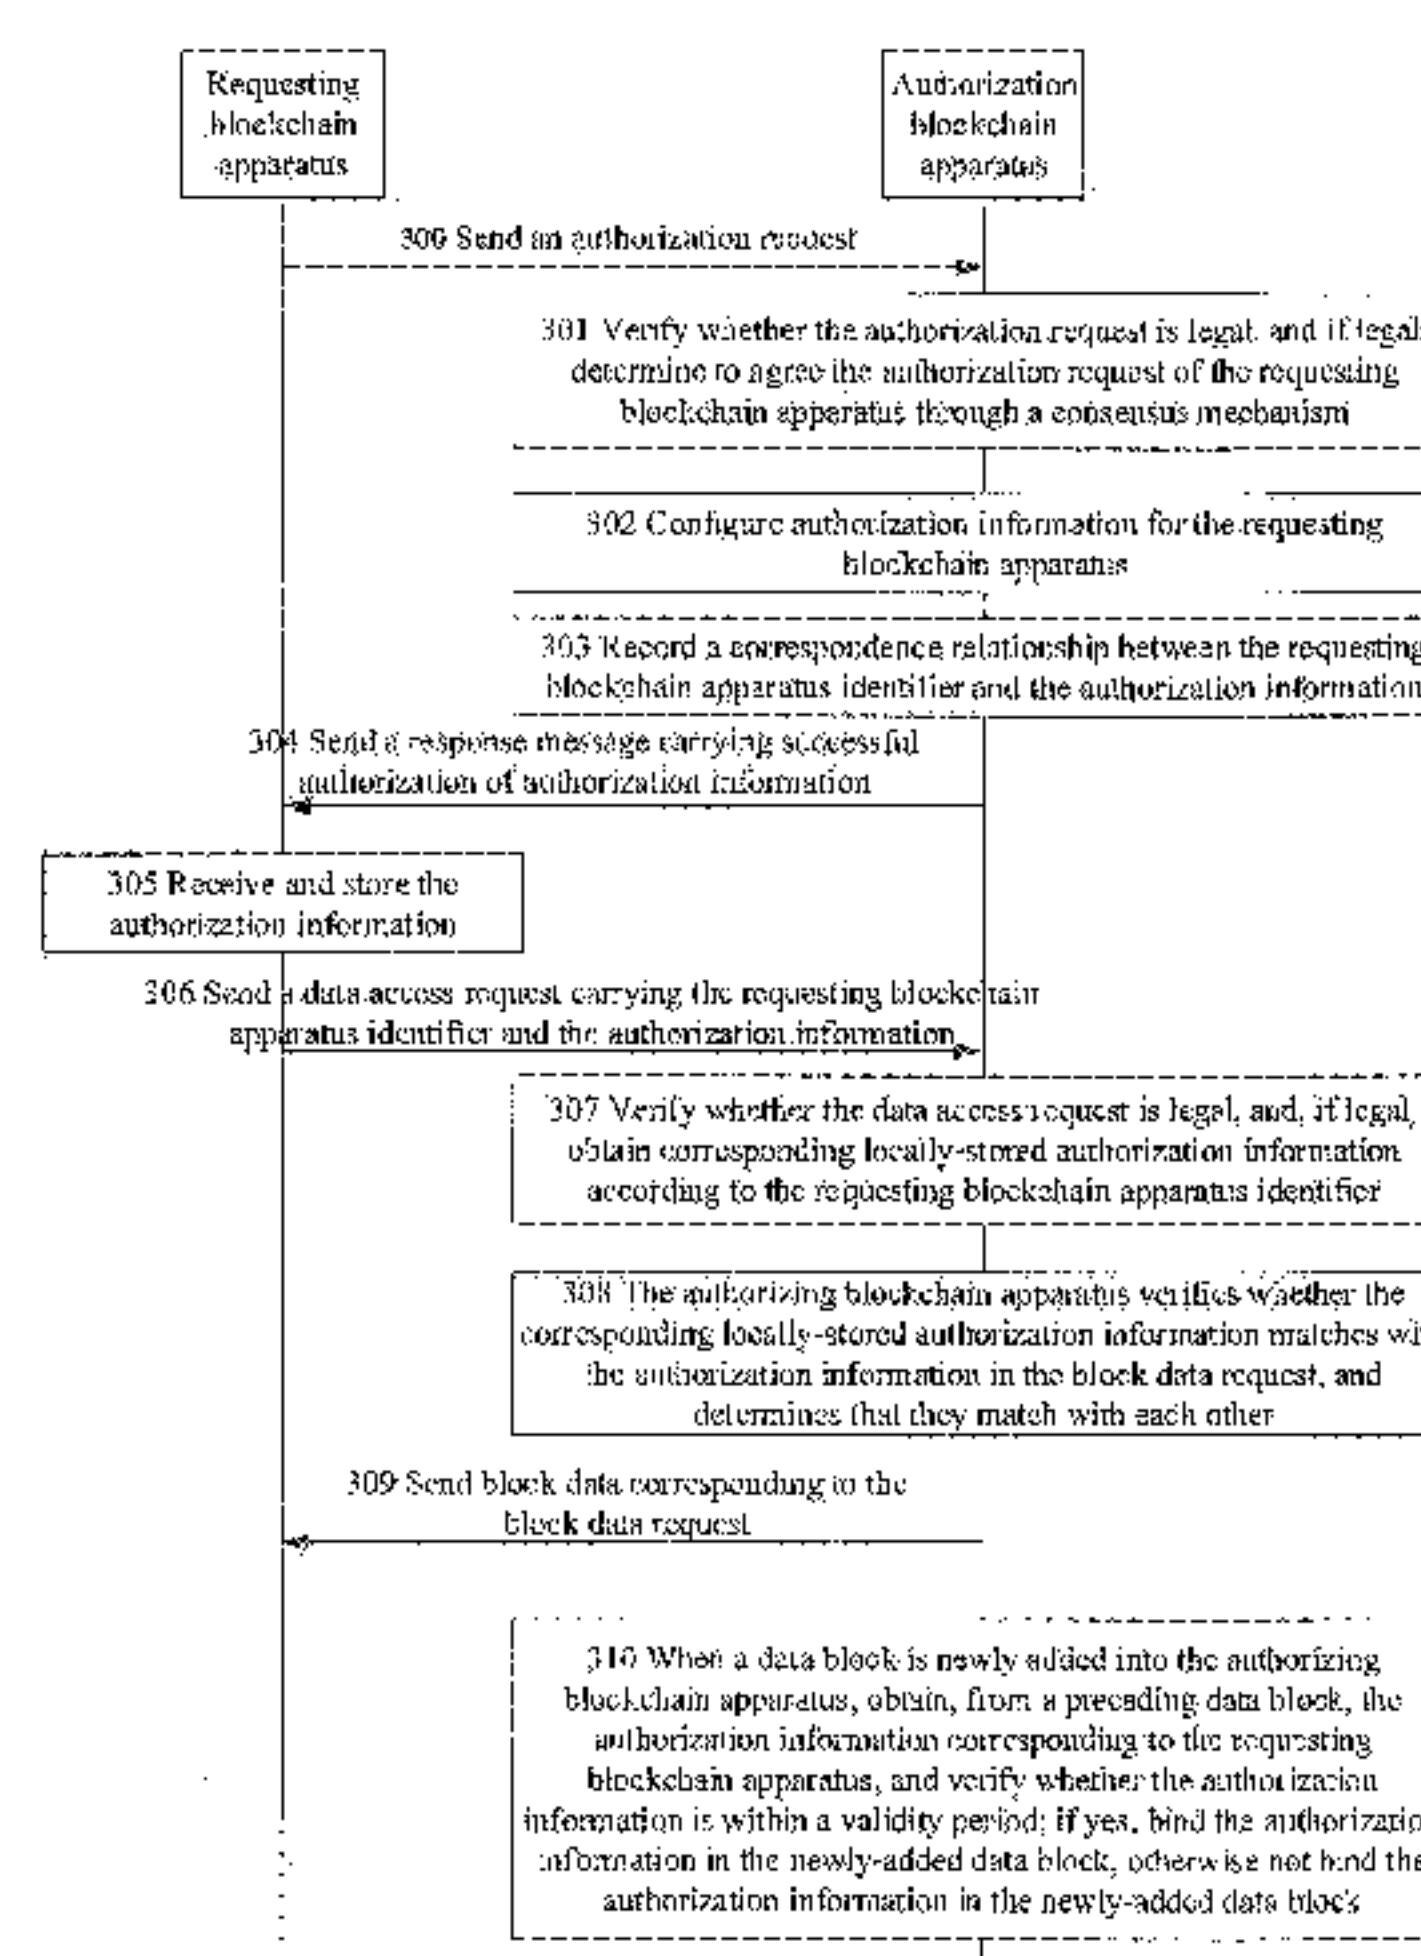 Requesting
blockchain
apparatus
Authorization
blockchain
apparatus
300 Send an authorization request
301 Verify whether the authorization request is legal, and if legal,
determine to agree the authorization request of the requesting
blockchain apparatus through a consensus mechanism
302 Configure authorization information for the requesting
blockchain apparatus
303 Record a correspondence relationship between the requesting
blockchain apparatus identifier and the authorization information
304 Send a response message carrying successful
authorization of authorization information
305 Receive and store the
authorization information
306 Send a data access request carrying the requesting blockchain
apparatus identifier and the authorization information
307 Verify whether the data access request is legal, and, if legal,
obtain corresponding locally-stored authorization information
according to the requesting blockchain apparatus identifier
308 The authorizing blockchain apparatus verifies whether the
corresponding locally-stored authorization information matches wi
the authorization information in the block data request, and
determines that they match with each other
309 Send block data corresponding to the
block data request
310 When a data block is newly added into the authorizing
blockchain apparatus, obtain, from a preceding data block, the
authorization information corresponding to the requesting
blockchain apparatus, and verify whether the authorization
information is within a validity period; if yes, bind the authorizatio
information in the newly-added data block, otherwise not bind the
authorization information in the newly-added data block